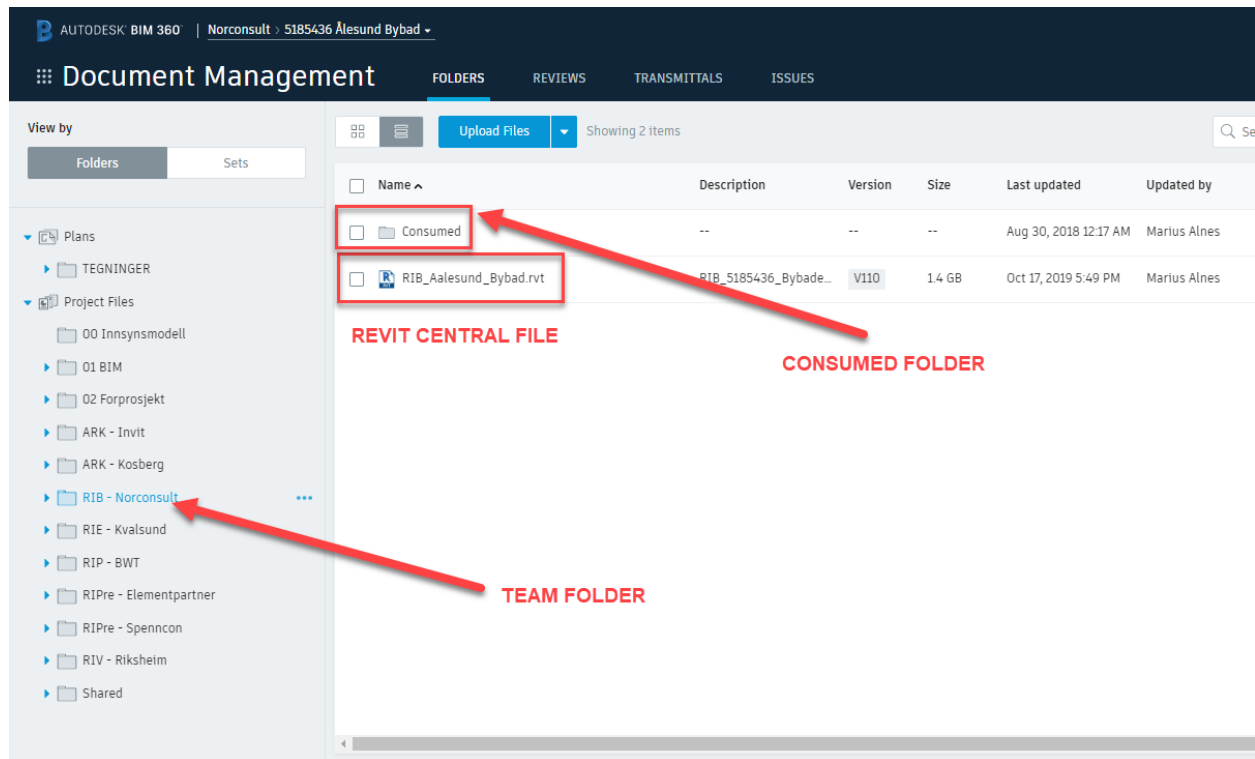 AUTODESK BIM 360 | Norconsult > 5185436 Ålesund Bybad
Document Management FOLDERS REVIEWS TRANSMITTALS ISSUES
View by
Folders Sets
Upload Files Showing 2 items
Name Description Version Size Last updated Updated by
Consumed -- -- -- Aug 30, 2018 12:17 AM Marius Alnes
RIB_Aalesund_Bybad.rvt RIB_5185436_Bybade... V110 1.4 GB Oct 17, 2019 5:49 PM Marius Alnes
Plans
TEGNINGER
Project Files
00 Innsynsmodell
01 BIM
02 Forprosjekt
ARK - Invit
ARK - Kosberg
RIB - Norconsult
RIE - Kvalsund
RIP - BWT
RIPre - Elementpartner
RIPre - Spenncon
RIV - Riksheim
Shared
REVIT CENTRAL FILE
CONSUMED FOLDER
TEAM FOLDER